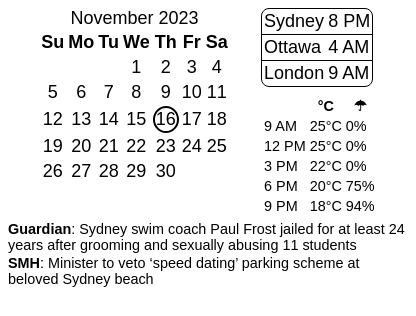 November 2023
Su Mo Tu We Th Fr Sa
1 2 3 4
5 6 7 8 9 10 11
12 13 14 15 16 17 18
19 20 21 22 23 24 25
26 27 28 29 30
Sydney 8 PM
Ottawa 4 AM
London 9 AM
°C ☂
9 AM 25°C 0%
12 PM 25°C 0%
3 PM 22°C 0%
6 PM 20°C 75%
9 PM 18°C 94%
Guardian: Sydney swim coach Paul Frost jailed for at least 24
years after grooming and sexually abusing 11 students
SMH: Minister to veto ‘speed dating’ parking scheme at
beloved Sydney beach